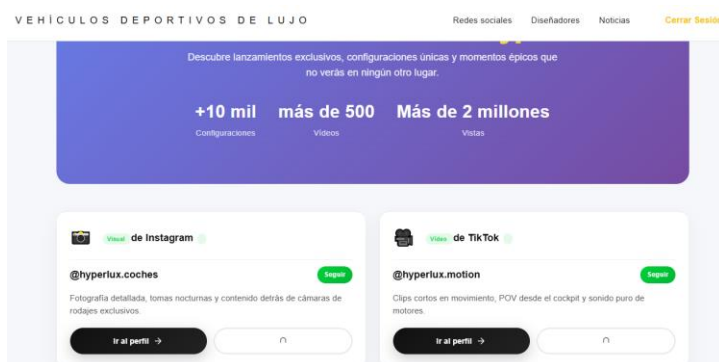 VEHÍCULOS DEPORTIVOS DE LUJO
Redes sociales Diseñadores Noticias Cerrar Sesión
Descubre lanzamientos exclusivos, configuraciones únicas y momentos épicos que
no verás en ningún otro lugar.
+10 mil más de 500 Más de 2 millones
Configuraciones Vídeos Vistas
Visual de Instagram
@hyperlux.coches Seguir
Fotografía detallada, tomas nocturnas y contenido detrás de cámaras de
rodajes exclusivos.
Ir al perfil →
Vídeo de TikTok
@hyperlux.motion Seguir
Clips cortos en movimiento, POV desde el cockpit y sonido puro de
motores.
Ir al perfil →